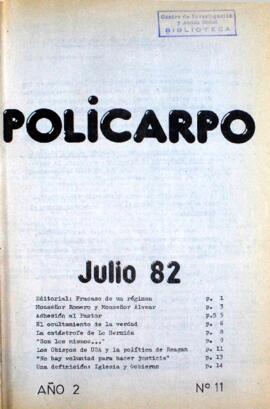 Centro de Investigación
y Acción Social
BIBLIOTECA
POLICARPO
Julio 82
Editorial: Fracaso de un régimen p. 1
Monseñor Romero y Monseñor Alvear p. 3
Adhesión al Pastor p. 5
El ocultamiento de la verdad p. 6
La catástrofe de Lo Hermida p. 8
"Son los mismos..." p. 9
Los Obispos de USA y la política de Reagan p. 11
"No hay voluntad para hacer justicia" p. 13
Una definición: Iglesia y Gobierno p. 14
AÑO 2 Nº 11